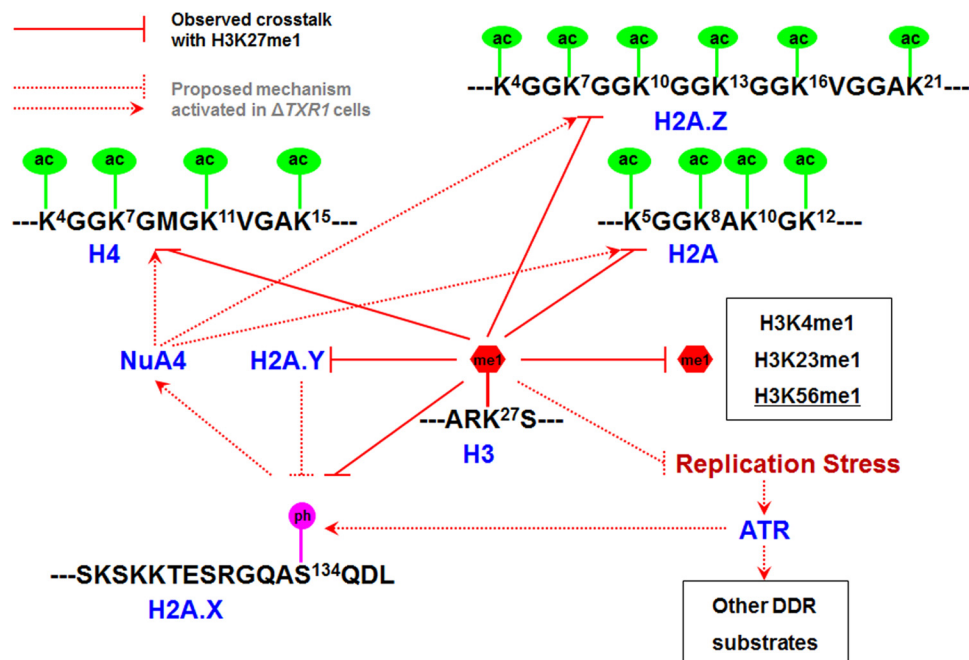 Observed crosstalk
with H3K27me1
Proposed mechanism
activated in ΔTXR1 cells
ac ac ac ac ac ac
---K⁴GGK⁷GGK¹⁰GGK¹³GGK¹⁶VGGAK²¹---
H2A.Z
ac ac ac ac
---K⁴GGK⁷GMGK¹¹VGAK¹⁵---
H4
ac ac ac ac
---K⁵GGK⁸AK¹⁰GK¹²---
H2A
NuA4
H2A.Y
me1
---ARK²⁷S---
H3
me1
H3K4me1
H3K23me1
H3K56me1
Replication Stress
ATR
Other DDR
substrates
ph
---SKSKKTESRGQAS¹³⁴QDL
H2A.X